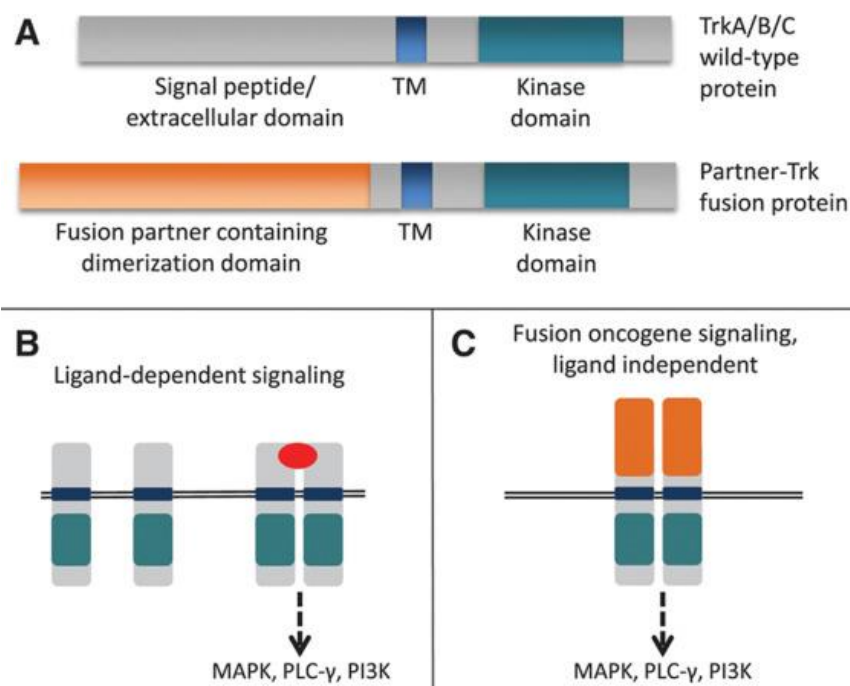 A
TrkA/B/C
wild-type
protein
Signal peptide/
extracellular domain
TM
Kinase
domain
Partner-Trk
fusion protein
Fusion partner containing
dimerization domain
TM
Kinase
domain
B
Ligand-dependent signaling
MAPK, PLC-γ, PI3K
C
Fusion oncogene signaling,
ligand independent
MAPK, PLC-γ, PI3K